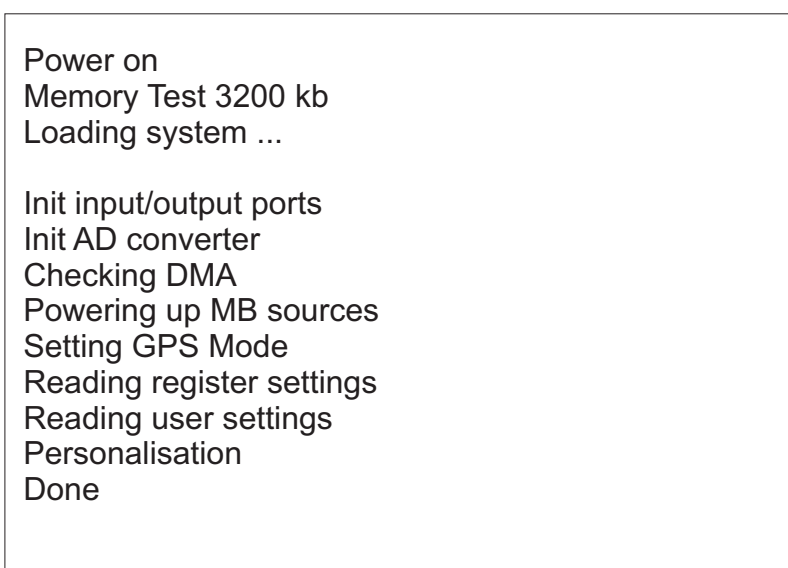 Power on
Memory Test 3200 kb
Loading system ...
Init input/output ports
Init AD converter
Checking DMA
Powering up MB sources
Setting GPS Mode
Reading register settings
Reading user settings
Personalisation
Done